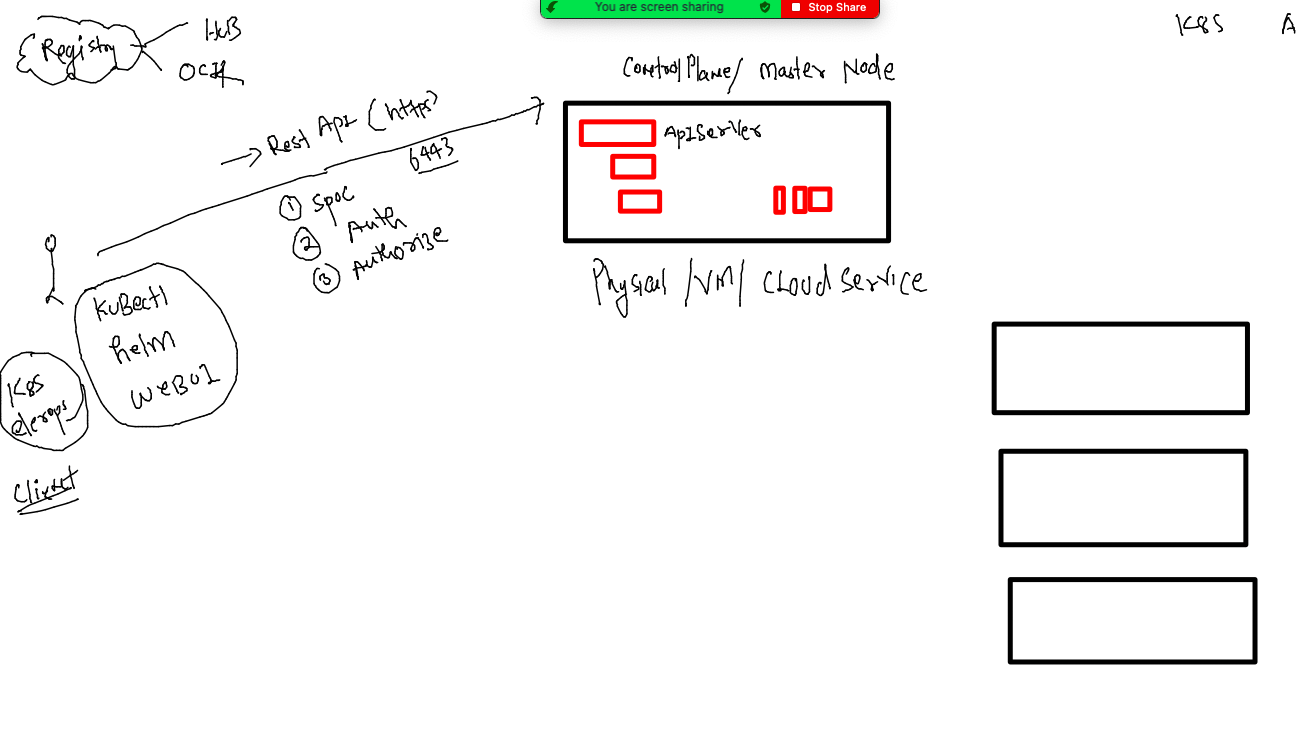 You are screen sharing
Stop Share
K8S A
Registry
HUB
OCIR
Control Plane / Master Node
→ Rest API (https)
6443
ApiServer
① SPOC
② Auth
③ Authorize
Physical / VM / Cloud Service
Kubectl
helm
WEBUI
K8S
Client